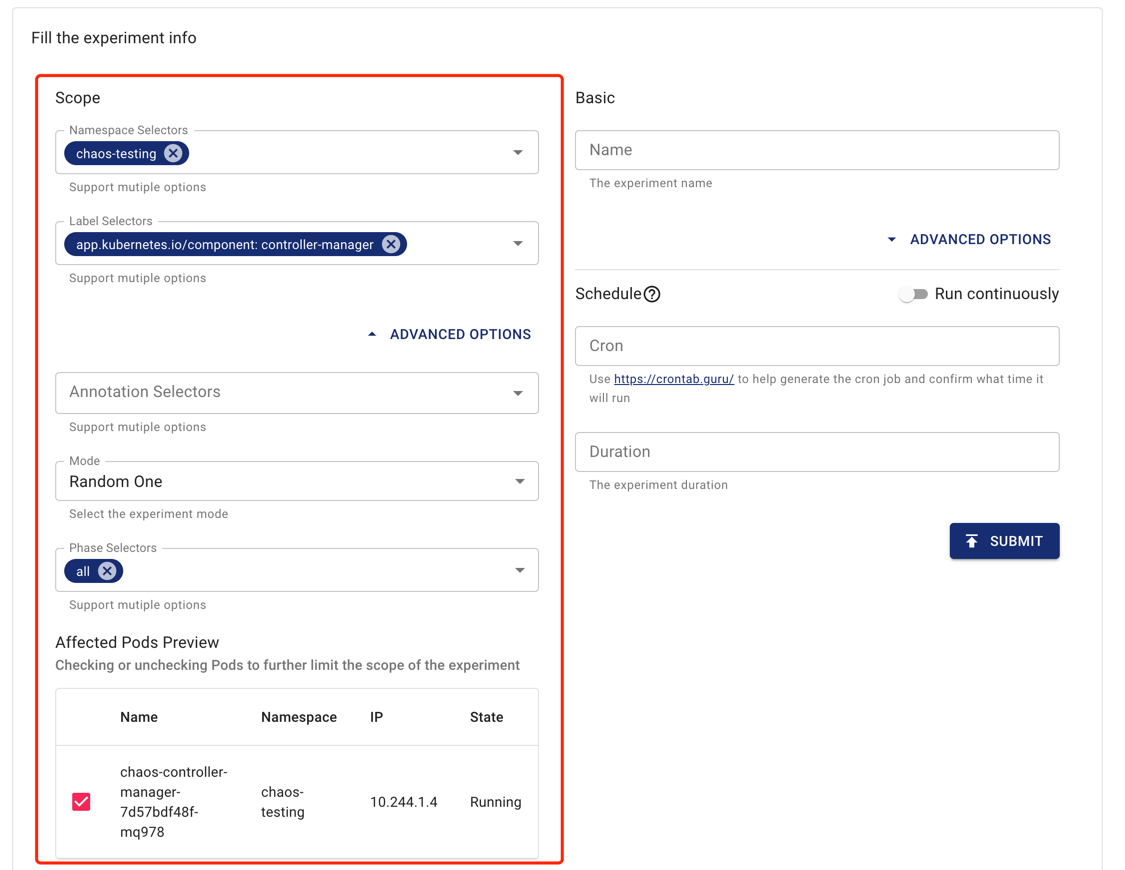 Fill the experiment info
Scope
Namespace Selectors
chaos-testing
Support mutiple options
Label Selectors
app.kubernetes.io/component: controller-manager
Support mutiple options
ADVANCED OPTIONS
Annotation Selectors
Support mutiple options
Mode
Random One
Select the experiment mode
Phase Selectors
all
Support mutiple options
Affected Pods Preview
Checking or unchecking Pods to further limit the scope of the experiment
Name Namespace IP State
chaos-controller-
manager-
7d57bdf48f-
mq978
chaos-
testing
10.244.1.4
Running
Basic
Name
The experiment name
ADVANCED OPTIONS
Schedule
Run continuously
Cron
Use https://crontab.guru/ to help generate the cron job and confirm what time it
will run
Duration
The experiment duration
SUBMIT